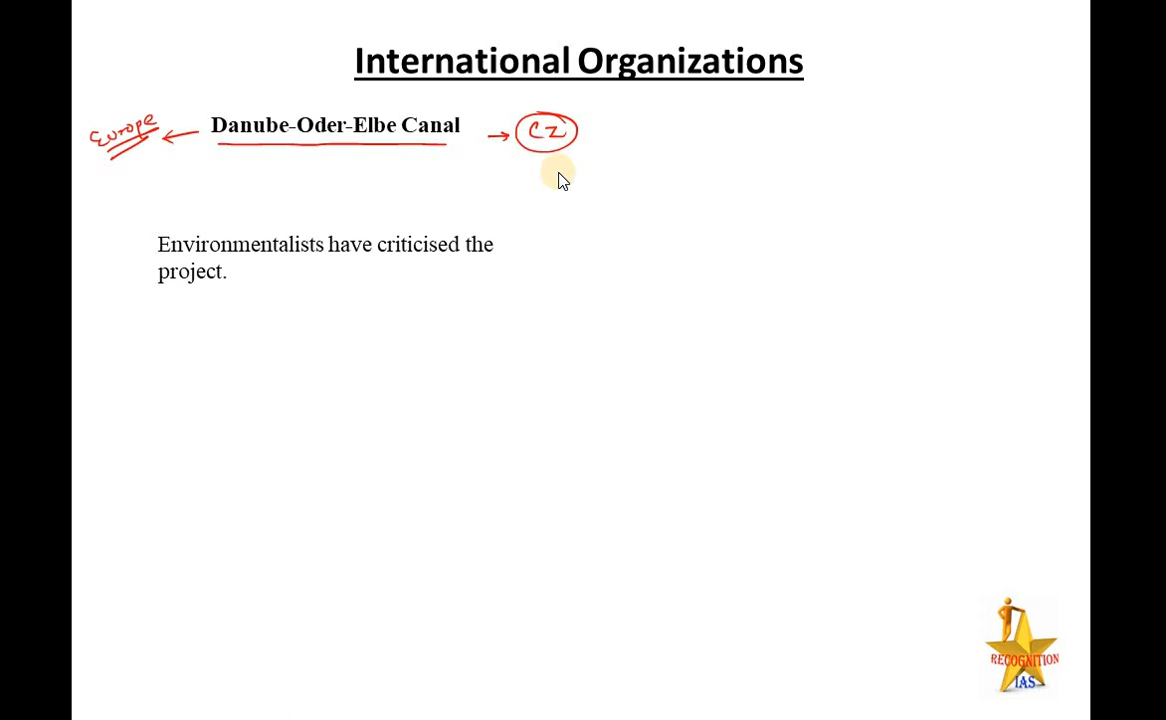 International Organizations
Europe ← Danube-Oder-Elbe Canal → CZ
Environmentalists have criticised the
project.
RECOGNITION
IAS